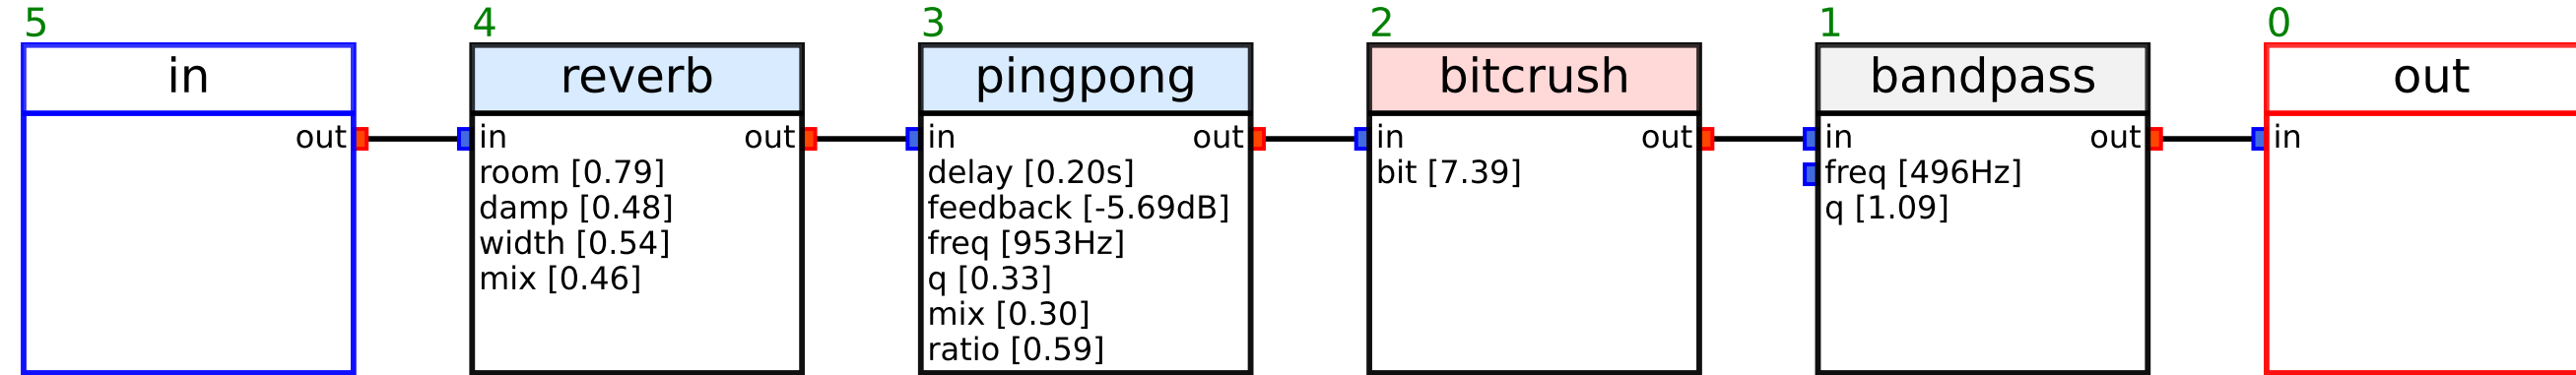 5
in
out
4
reverb
in out
room [0.79]
damp [0.48]
width [0.54]
mix [0.46]
3
pingpong
in out
delay [0.20s]
feedback [-5.69dB]
freq [953Hz]
q [0.33]
mix [0.30]
ratio [0.59]
2
bitcrush
in out
bit [7.39]
1
bandpass
in out
freq [496Hz]
q [1.09]
0
out
in